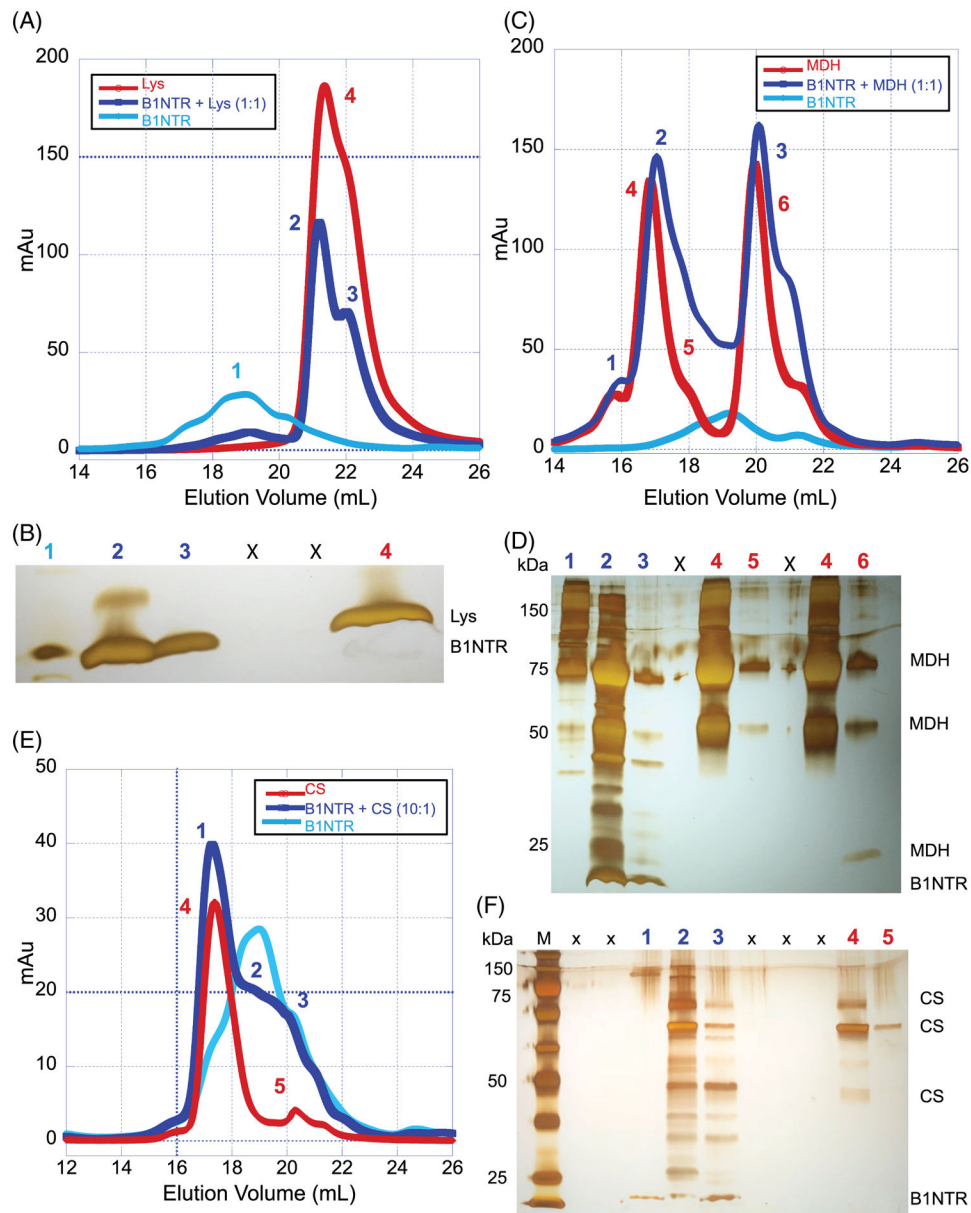 (A)
200
150
100
50
0
mAu
14 16 18 20 22 24 26
Elution Volume (mL)
Lys
B1NTR + Lys (1:1)
B1NTR
1
2
3
4
(B)
1 2 3 X X 4
Lys
B1NTR
(C)
200
150
100
50
0
mAu
14 16 18 20 22 24 26
Elution Volume (mL)
MDH
B1NTR + MDH (1:1)
B1NTR
1
2
3
4
5
6
(D)
kDa 1 2 3 X 4 5 X 4 6
150
75
50
25
MDH
MDH
MDH
B1NTR
(E)
50
40
30
20
10
0
mAu
12 14 16 18 20 22 24 26
Elution Volume (mL)
CS
B1NTR + CS (10:1)
B1NTR
1
2
3
4
5
(F)
kDa M x x 1 2 3 x x x 4 5
150
75
50
25
CS
CS
CS
B1NTR